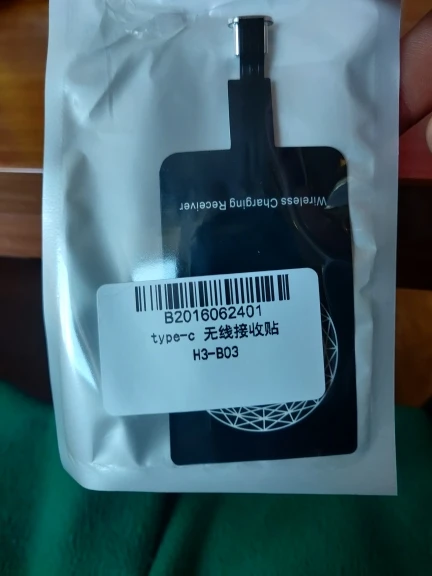 Wireless Charging Receiver
B2016062401
type-c 无线接收贴
H3-B03